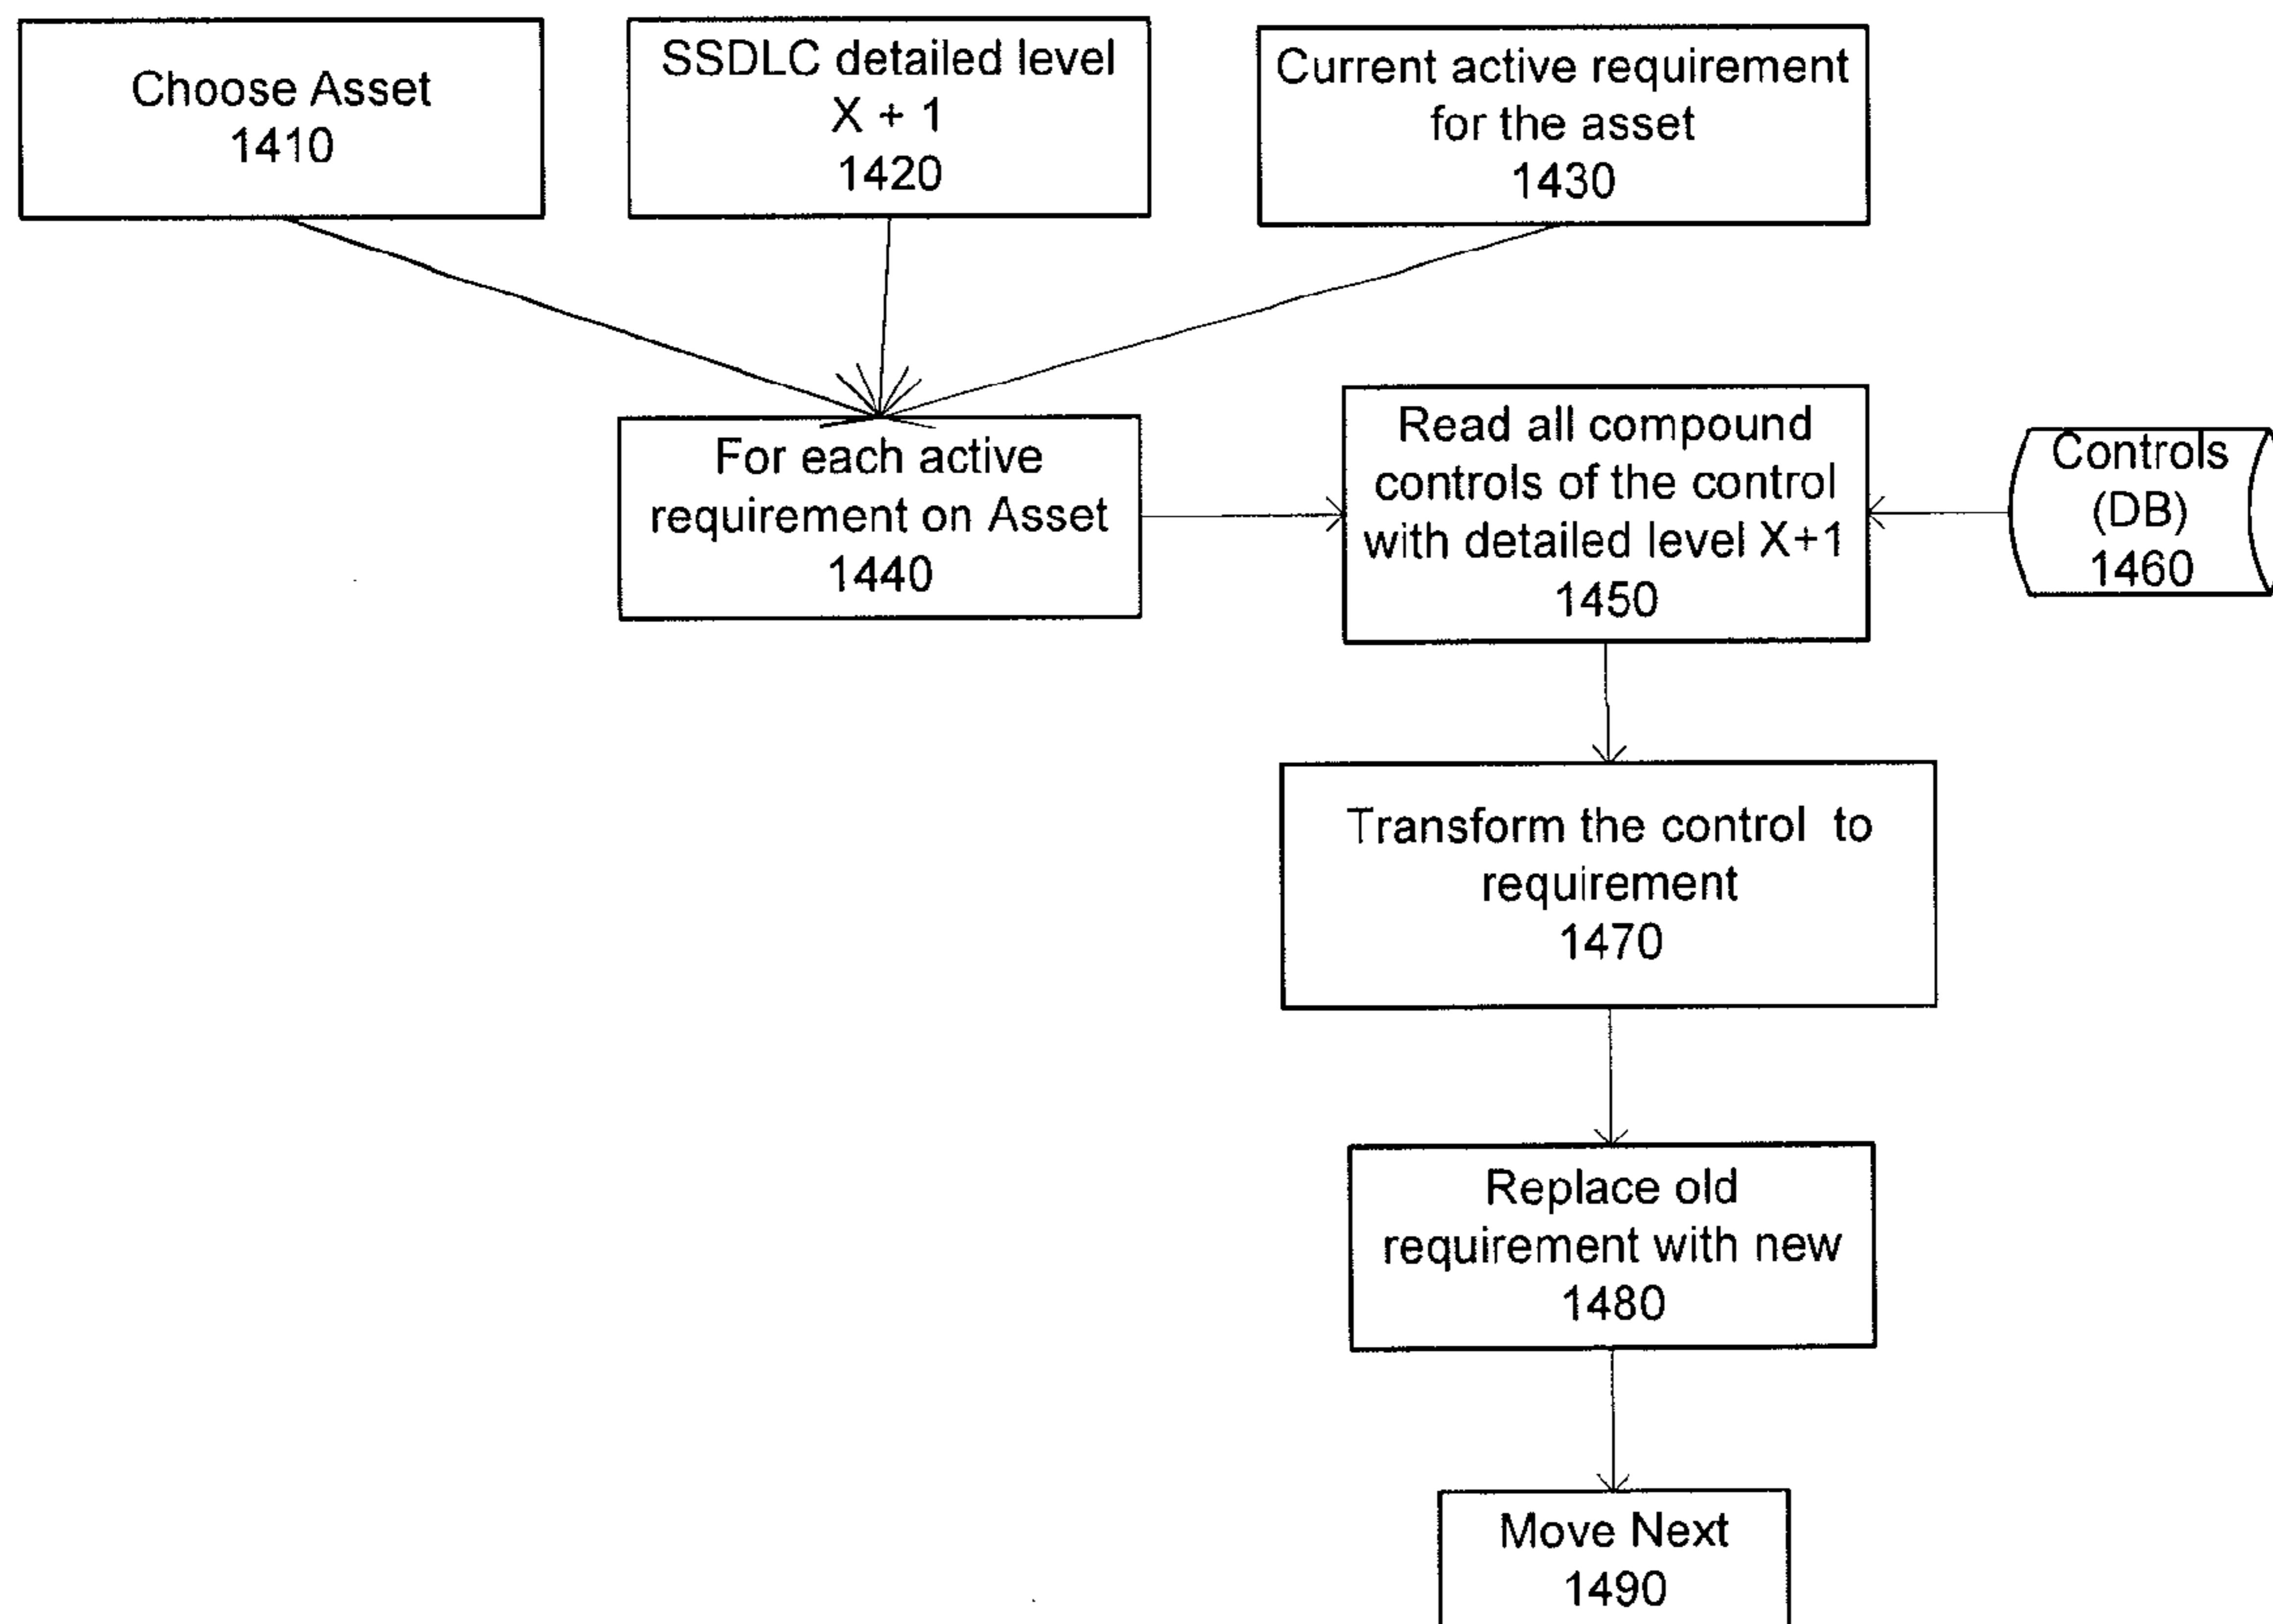 Choose Asset
1410
SSDLC detailed level
X + 1
1420
Current active requirement
for the asset
1430
For each active
requirement on Asset
1440
Read all compound
controls of the control
with detailed level X+1
1450
Controls
(DB)
1460
Transform the control to
requirement
1470
Replace old
requirement with new
1480
Move Next
1490